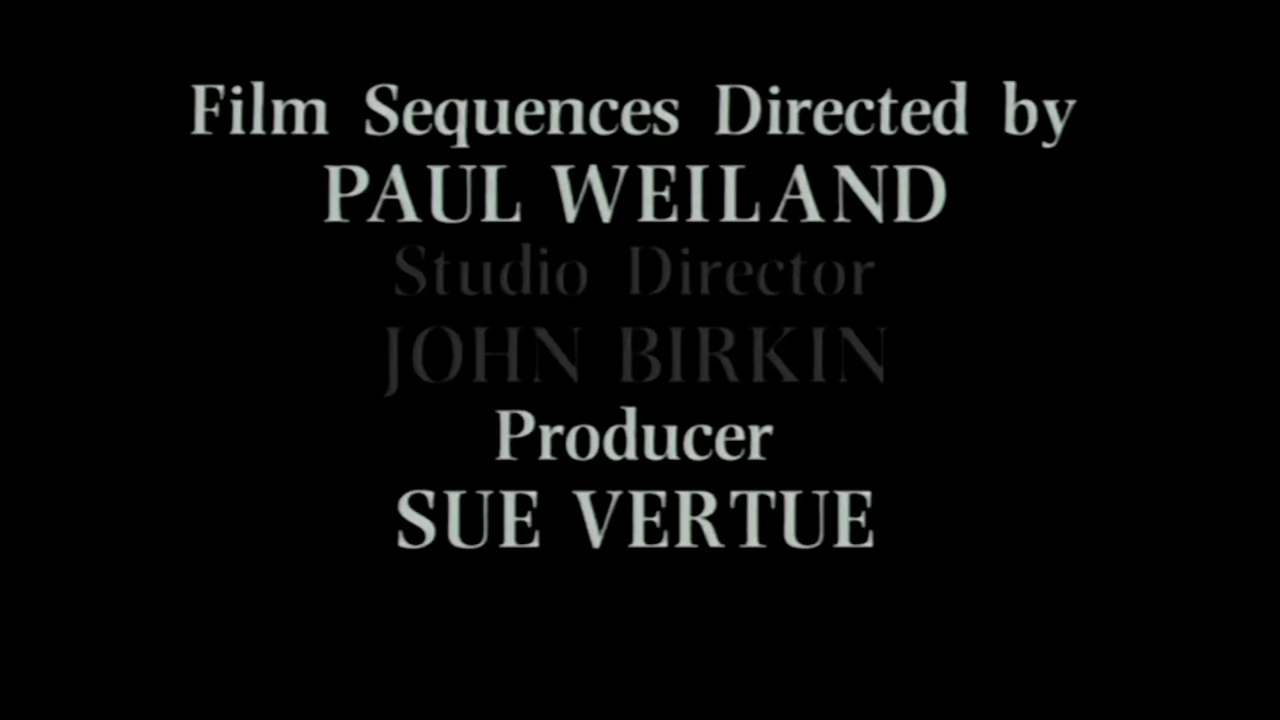 Film Sequences Directed by
PAUL WEILAND
Studio Director
JOHN BIRKIN
Producer
SUE VERTUE